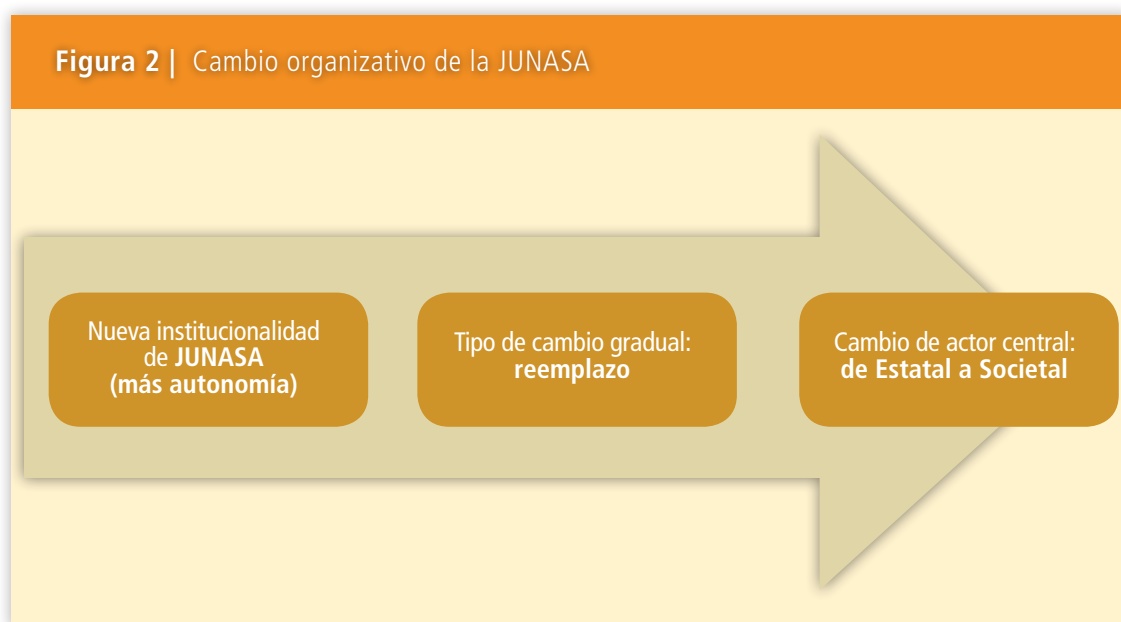 Figura 2 | Cambio organizativo de la JUNASA
Nueva institucionalidad
de JUNASA
(más autonomía)
Tipo de cambio gradual:
reemplazo
Cambio de actor central:
de Estatal a Societal